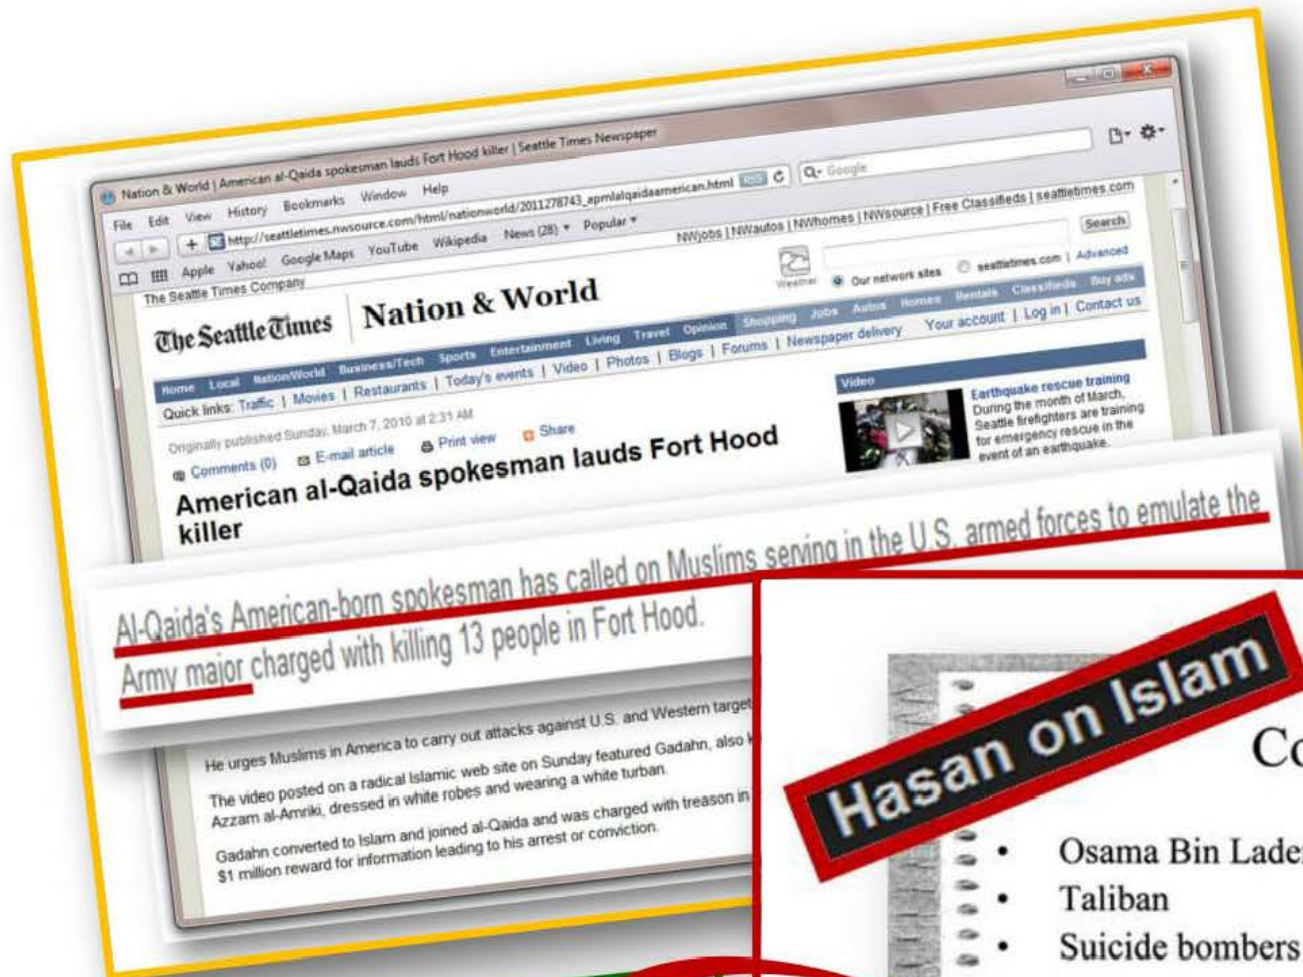 Nation & World | American al-Qaida spokesman lauds Fort Hood killer | Seattle Times Newspaper
File Edit View History Bookmarks Window Help
http://seattletimes.nwsource.com/html/nationworld/2011278743_apmlalqaidaamerican.html RSS Google
Apple Yahoo! Google Maps YouTube Wikipedia News (28) Popular
The Seattle Times Company
NWjobs | NWautos | NWhomes | NWsource | Free Classifieds | seattletimes.com
Search
The Seattle Times Nation & World
Weather Our network sites seattletimes.com | Advanced
Home Local Nation/World Business/Tech Sports Entertainment Living Travel Opinion Shopping Jobs Autos Homes Rentals Classifieds Buy ads
Quick links: Traffic | Movies | Restaurants | Today's events | Video | Photos | Blogs | Forums | Newspaper delivery Your account | Log in | Contact us
Originally published Sunday, March 7, 2010 at 2:31 AM
Comments (0) E-mail article Print view Share
American al-Qaida spokesman lauds Fort Hood
killer
Video
Earthquake rescue training
During the month of March,
Seattle firefighters are training
for emergency rescue in the
event of an earthquake.
Al-Qaida's American-born spokesman has called on Muslims serving in the U.S. armed forces to emulate the
Army major charged with killing 13 people in Fort Hood.
He urges Muslims in America to carry out attacks against U.S. and Western target
The video posted on a radical Islamic web site on Sunday featured Gadahn, also k
Azzam al-Amriki, dressed in white robes and wearing a white turban.
Gadahn converted to Islam and joined al-Qaida and was charged with treason in
$1 million reward for information leading to his arrest or conviction.
Hasan on Islam
Co
• Osama Bin Lade
• Taliban
• Suicide bombers